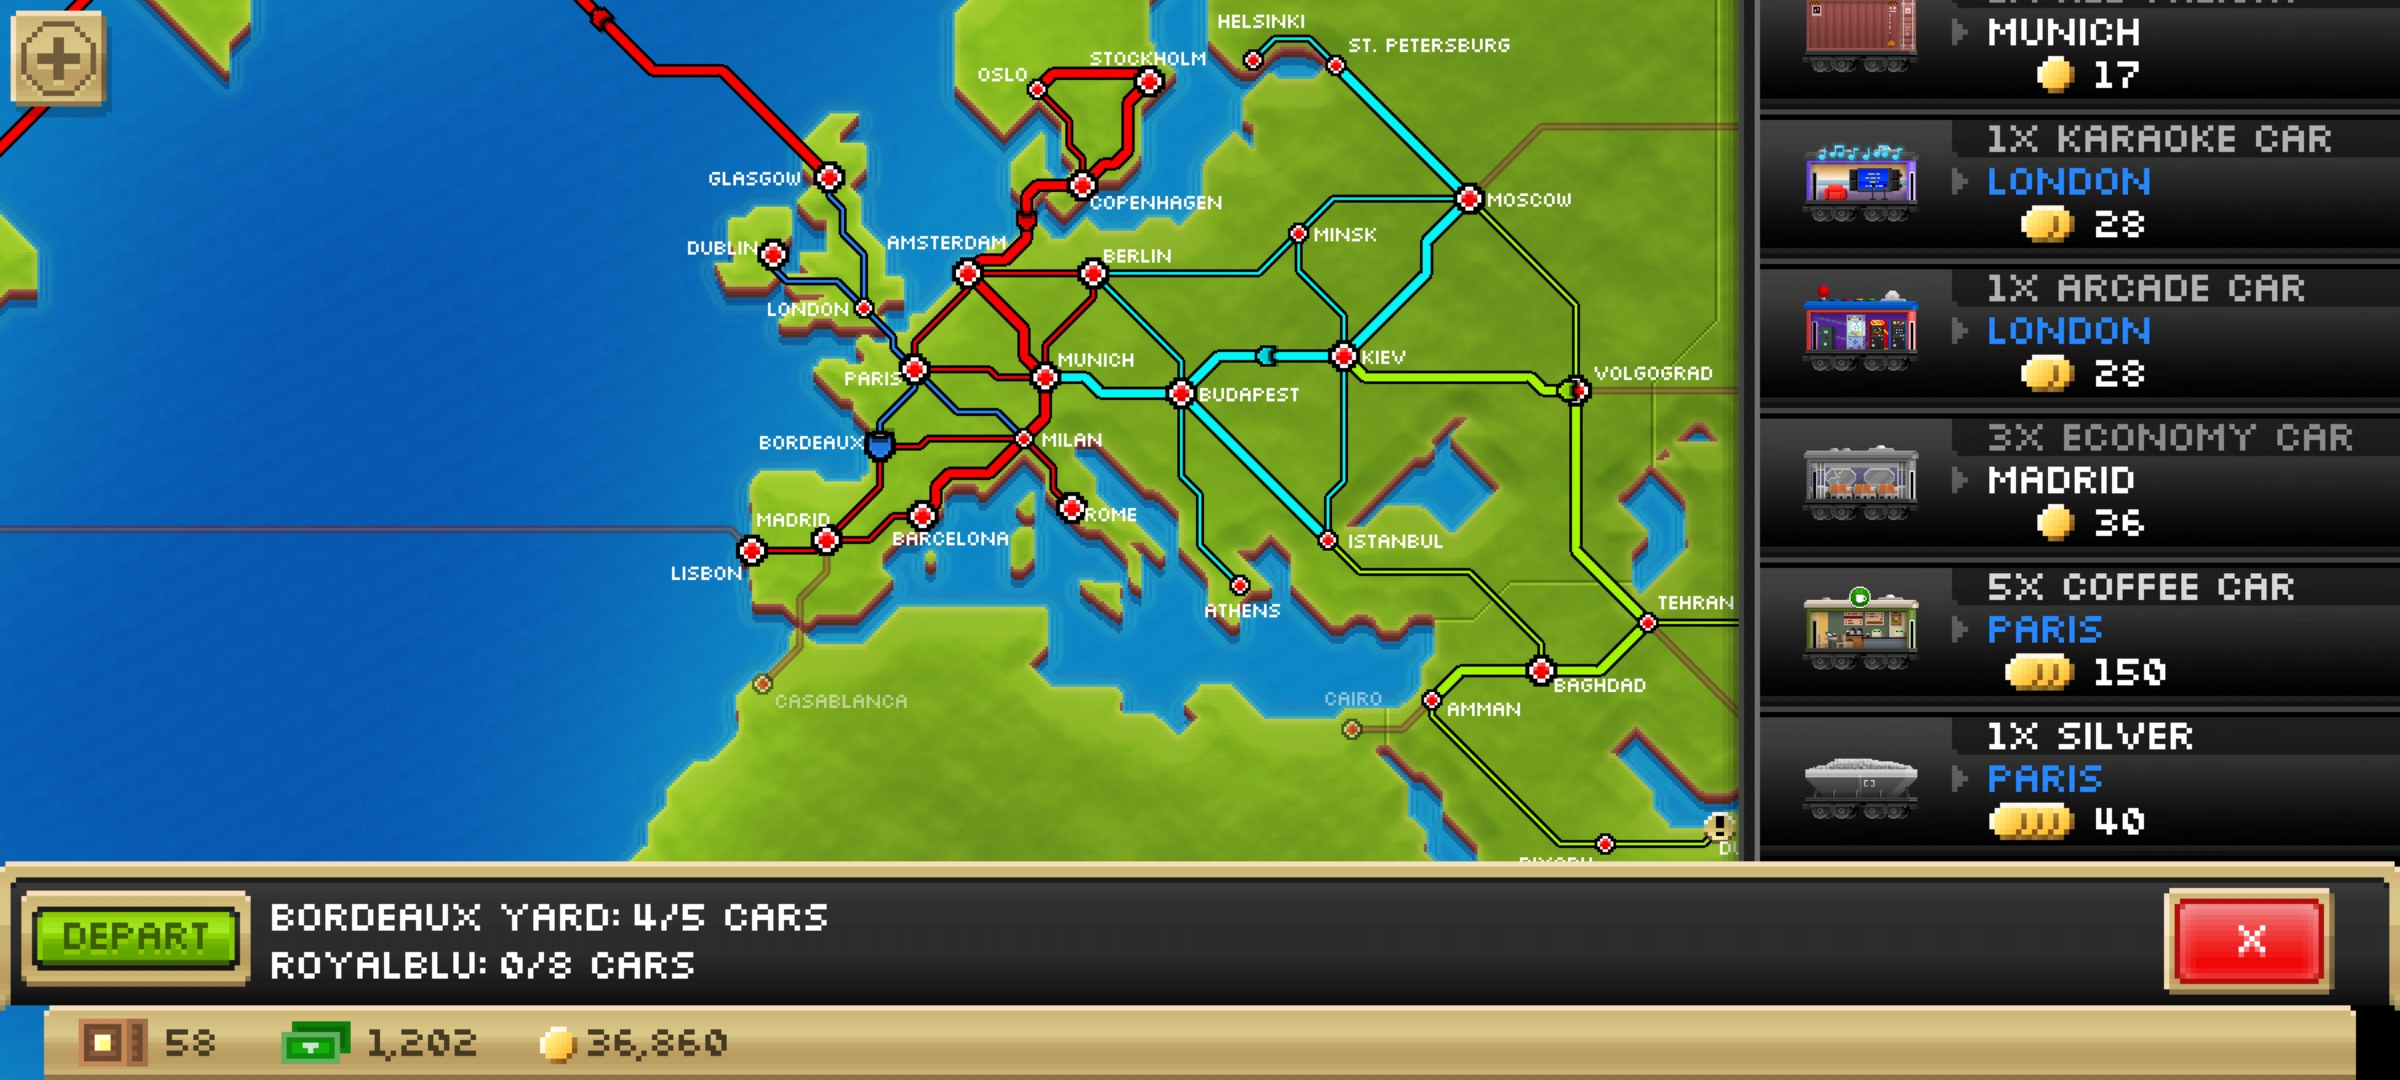 HELSINKI
ST. PETERSBURG
STOCKHOLM
OSLO
GLASGOW
COPENHAGEN
MOSCOW
MINSK
DUBLIN
AMSTERDAM
BERLIN
LONDON
PARIS
MUNICH
KIEV
VOLGOGRAD
BUDAPEST
BORDEAUX
MILAN
MADRID
ROME
BARCELONA
ISTANBUL
LISBON
ATHENS
TEHRAN
CASABLANCA
CAIRO
BAGHDAD
AMMAN
MUNICH
17
1X KARAOKE CAR
LONDON
28
1X ARCADE CAR
LONDON
28
3X ECONOMY CAR
MADRID
36
5X COFFEE CAR
PARIS
150
1X SILVER
PARIS
40
DEPART
BORDEAUX YARD: 4/5 CARS
ROYALBLU: 0/8 CARS
X
58
1,202
36,860